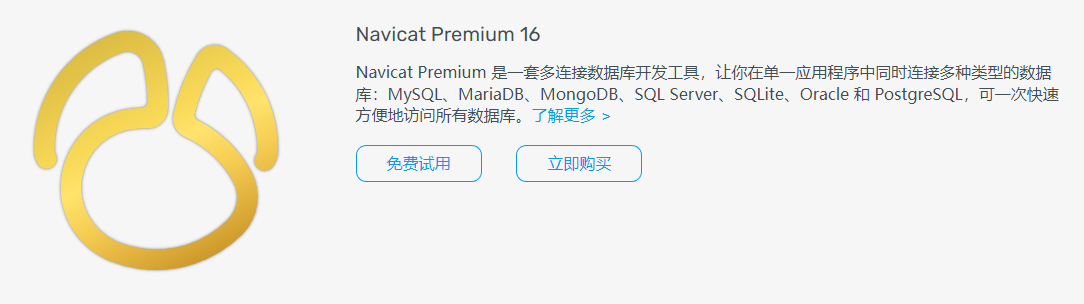 Navicat Premium 16
Navicat Premium 是一套多连接数据库开发工具，让你在单一应用程序中同时连接多种类型的数据
库：MySQL、MariaDB、MongoDB、SQL Server、SQLite、Oracle 和 PostgreSQL，可一次快速
方便地访问所有数据库。了解更多 >
免费试用 立即购买